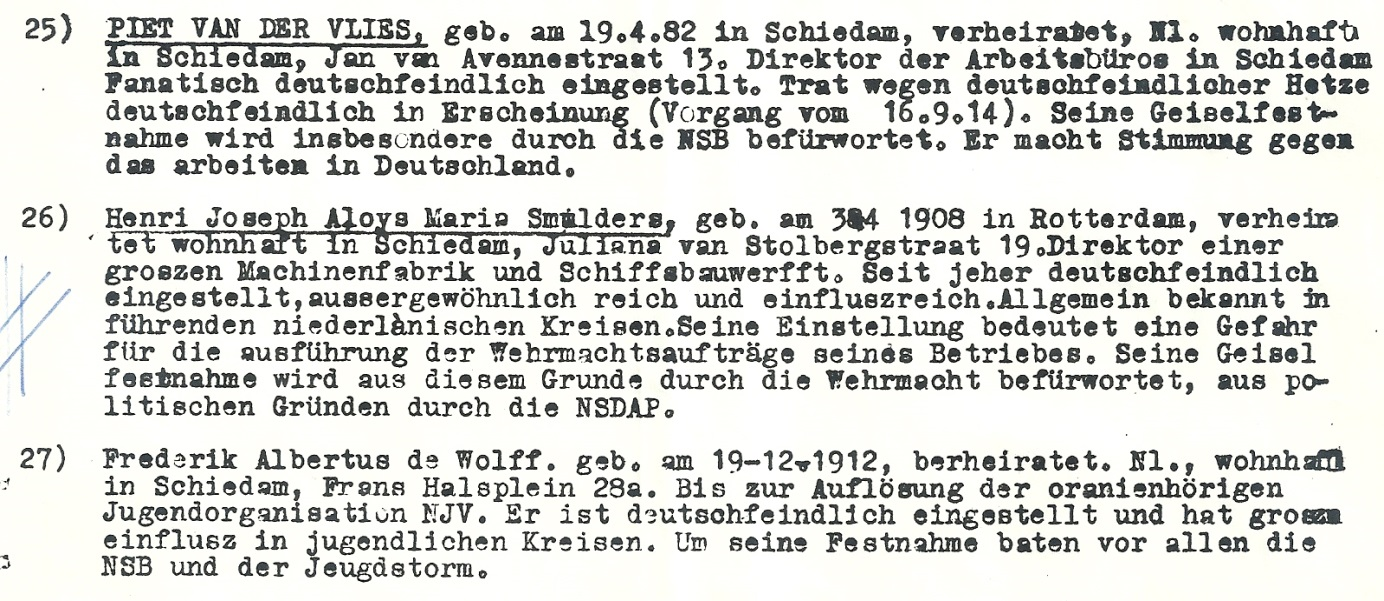 25) PIET VAN DER VLIES, geb. am 19.4.82 in Schiedam, verheiratet, Nl. wohnhaft
in Schiedam, Jan van Avennestraat 13. Direktor der Arbeitsbüros in Schiedam
Fanatisch deutschfeindlich eingestellt. Trat wegen deutschfeindlicher Hetze
deutschfeindlich in Erscheinung (Vorgang vom 16.9.14). Seine Geiselfest-
nahme wird insbesondere durch die NSB befürwortet. Er macht Stimmung gegen
das arbeiten in Deutschland.
26) Henri Joseph Aloys Maria Smulders, geb. am 1908 in Rotterdam, verheira
tet wohnhaft in Schiedam, Juliana van Stolbergstraat 19.Direktor einer
groszen Machinenfabrik und Schiffsbauwerfft. Seit jeher deutschfeindlich
eingestellt,aussergewöhnlich reich und einfluszreich.Allgemein bekannt in
führenden niederlànischen Kreisen.Seine Einstellung bedeutet eine Gefahr
für die ausführung der Wehrmachtsaufträge seines Betriebes. Seine Geisel
festnahme wird aus diesem Grunde durch die Wehrmacht befürwortet, aus po-
litischen Gründen durch die NSDAP.
27) Frederik Albertus de Wolff. geb. am 19-12-1912, berheiratet. Nl., wohnhaft
in Schiedam, Frans Halsplein 28a. Bis zur Auflösung der oranienhörigen
Jugendorganisation NJV. Er ist deutschfeindlich eingestellt und hat groszn
einflusz in jugendlichen Kreisen. Um seine Festnahme baten vor allen die
NSB und der Jeugdstorm.